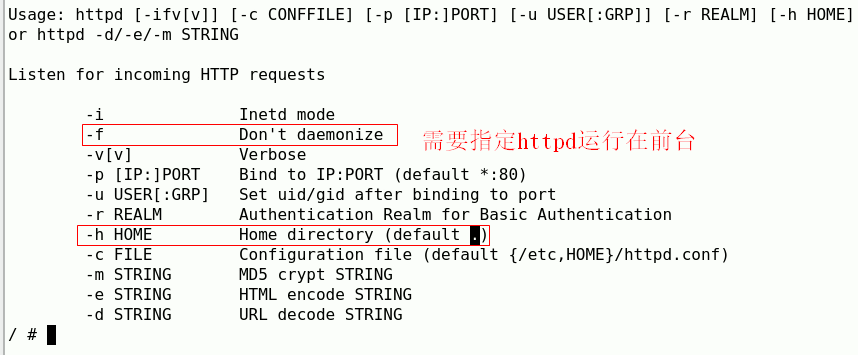 Usage: httpd [-ifv[v]] [-c CONFFILE] [-p [IP:]PORT] [-u USER[:GRP]] [-r REALM] [-h HOME]
or httpd -d/-e/-m STRING
Listen for incoming HTTP requests
-i Inetd mode
-f Don't daemonize 需要指定httpd运行在前台
-v[v] Verbose
-p [IP:]PORT Bind to IP:PORT (default *:80)
-u USER[:GRP] Set uid/gid after binding to port
-r REALM Authentication Realm for Basic Authentication
-h HOME Home directory (default .)
-c FILE Configuration file (default {/etc,HOME}/httpd.conf)
-m STRING MD5 crypt STRING
-e STRING HTML encode STRING
-d STRING URL decode STRING
/ #